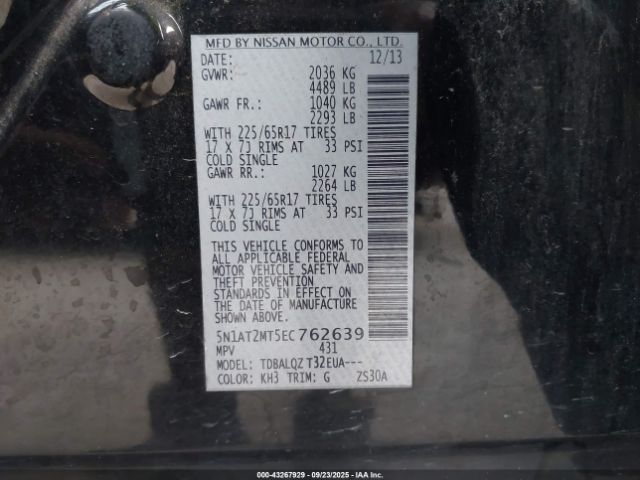 MFD BY NISSAN MOTOR CO., LTD.
DATE: 12/13
GVWR: 2036 KG
4489 LB
GAWR FR.: 1040 KG
2293 LB
WITH 225/65R17 TIRES
17 X 7J RIMS AT 33 PSI
COLD SINGLE
GAWR RR.: 1027 KG
2264 LB
WITH 225/65R17 TIRES
17 X 7J RIMS AT 33 PSI
COLD SINGLE
THIS VEHICLE CONFORMS TO
ALL APPLICABLE FEDERAL
MOTOR VEHICLE SAFETY AND
THEFT PREVENTION
STANDARDS IN EFFECT ON
THE DATE OF MANUFACTURE
SHOWN ABOVE.
5N1AT2MT5EC762639
MPV 431
MODEL: TDBALQZ T32EUA---
COLOR: KH3 TRIM: G ZS30A
000-43267929 - 09/23/2025 - IAA Inc.